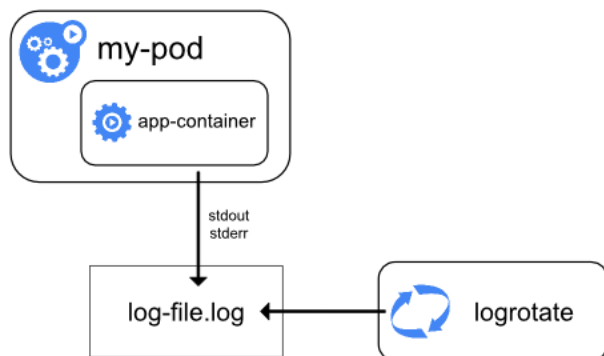 my-pod
app-container
stdout
stderr
log-file.log
logrotate